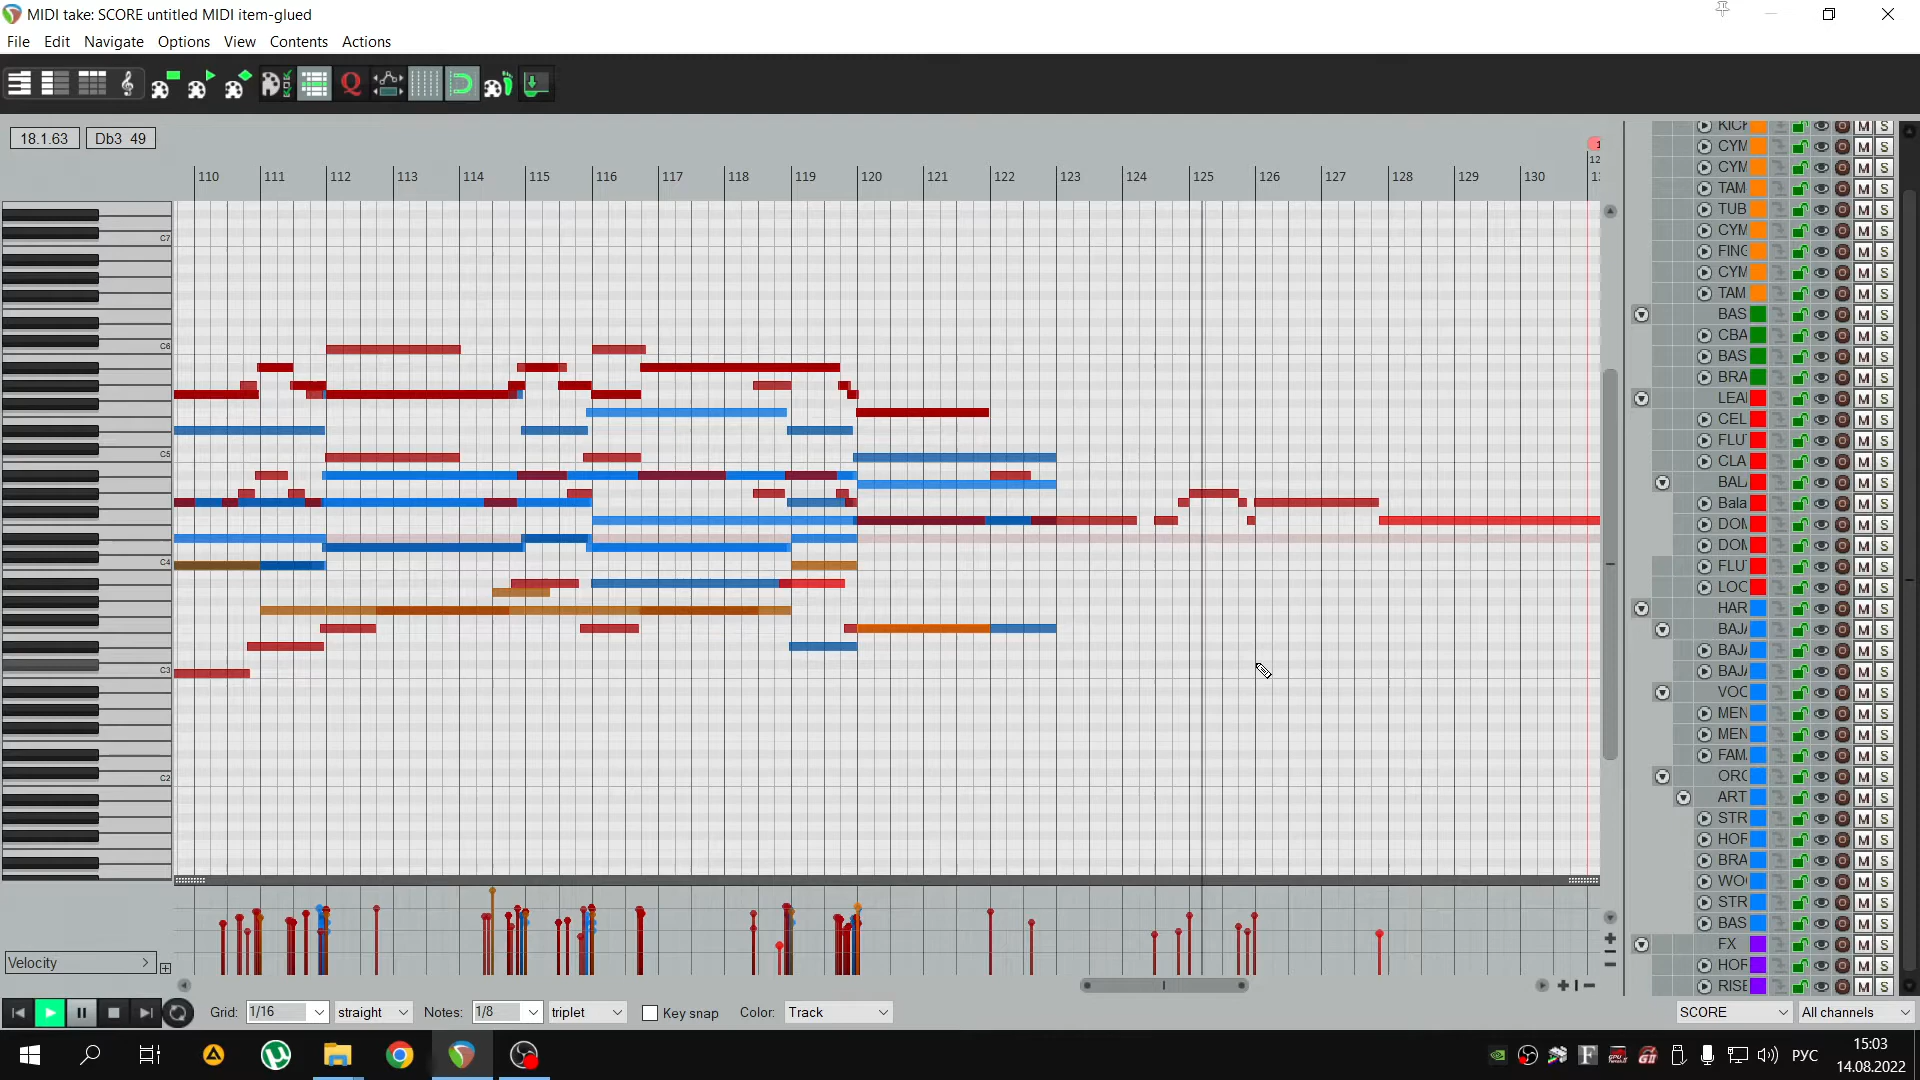 MIDI take: SCORE untitled MIDI item-glued
File Edit Navigate Options View Contents Actions
18.1.63 Db3 49
110 111 112 113 114 115 116 117 118 119 120 121 122 123 124 125 126 127 128 129 130
C7
C6
C5
C4
C3
C2
KICK M S
CYM M S
CYM M S
TAM M S
TUB M S
CYM M S
FING M S
CYM M S
TAM M S
BAS M S
CBA M S
BAS M S
BRA M S
LEA M S
CEL M S
FLU M S
CLA M S
BAL M S
Bala M S
DOM M S
DOM M S
FLU M S
LOC M S
HAR M S
BAJ M S
BAJ M S
BAJ M S
VOC M S
MEN M S
MEN M S
FAM M S
ORC M S
ART M S
STR M S
HOR M S
BRA M S
WO M S
STR M S
BAS M S
FX M S
HOR M S
RISE M S
Velocity
Grid: 1/16 straight Notes: 1/8 triplet Key snap Color: Track SCORE All channels
РУС
15:03
14.08.2022